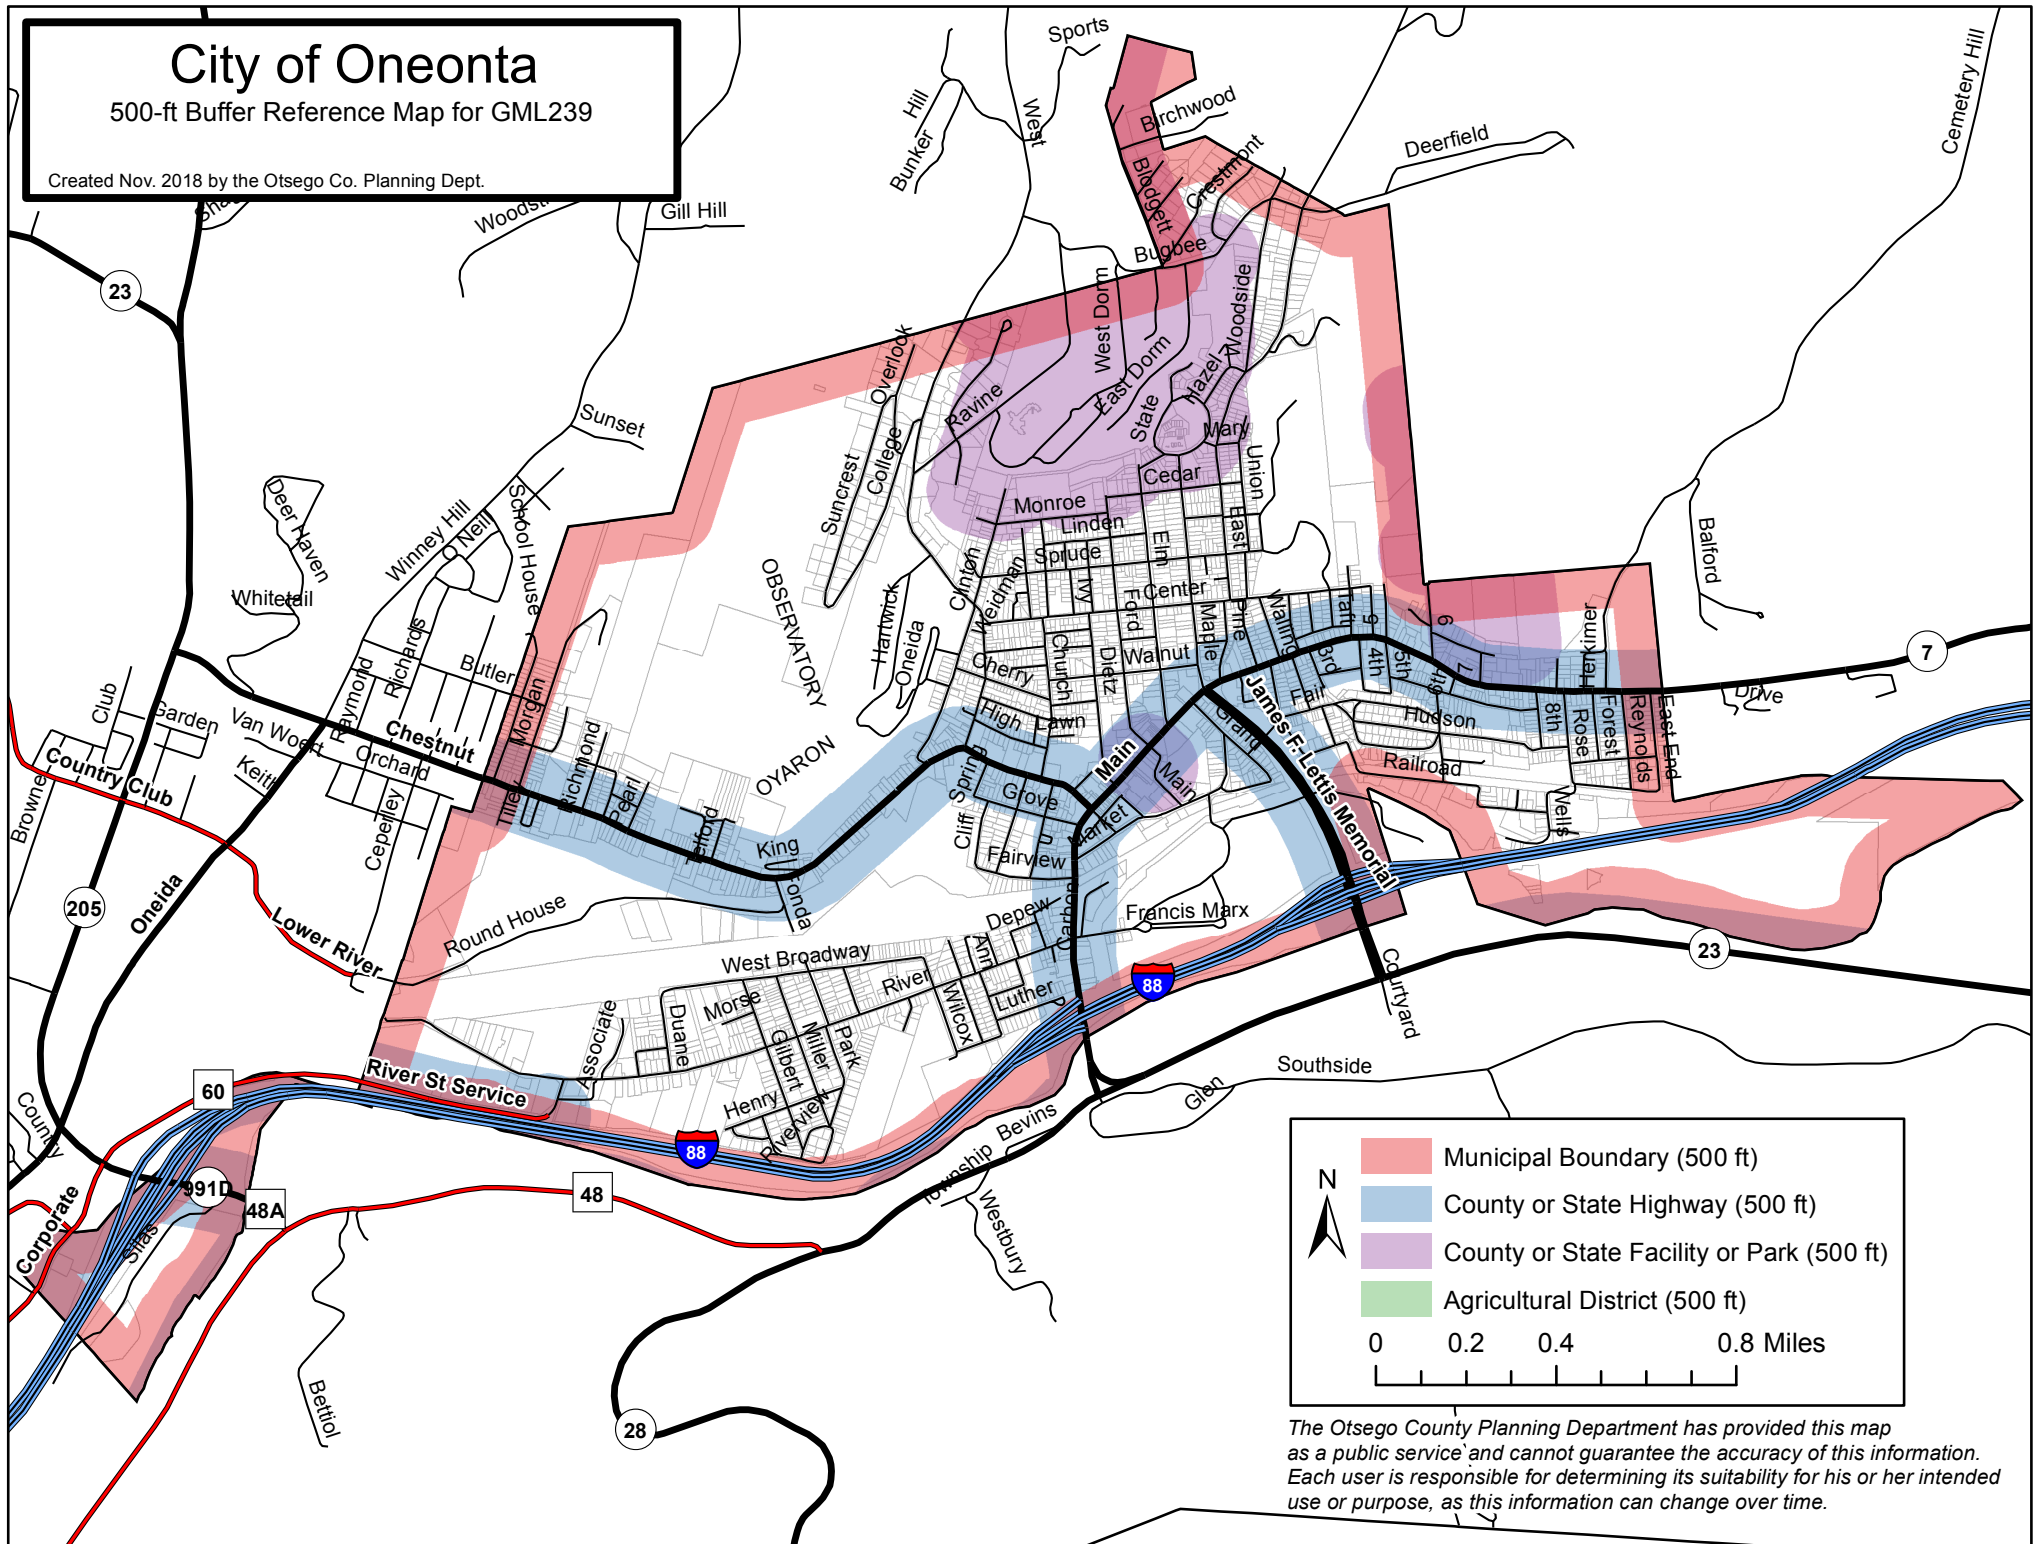 City of Oneonta
500-ft Buffer Reference Map for GML239
Created Nov. 2018 by the Otsego Co. Planning Dept.
Sports
Hill
West
Bunker
Birchwood
Blodgett
Crestmont
Deerfield
Cemetery Hill
Gill Hill
Bugbee
23
West Dorm
Woodside
Overlook
East Dorm
Hazel
Ravine
State
Mary
Sunset
College
Suncrest
Union
Cedar
Monroe
Linden
East
Deer Haven
Winney Hill
O Neill
School House
Balford
Spruce
Elm
Clinton
Weidman
Ivy
Center
Whitetail
OBSERVATORY
Hartwick
Oneida
Ford
Maple
Pine
Walling
Taft
5
6
Herkimer
Richards
Butler
Cherry
Church
Dietz
Walnut
3rd
4th
5th
6th
7
7
Raymond
Morgan
Club
Garden
Van Woert
Chestnut
High
Lawn
James F. Lettis Memorial
Fair
Hudson
8th
Rose
Forest
Reynolds
East End
Drive
Country Club
Keith
Orchard
Richmond
OYARON
Spring
Main
Grand
Railroad
Browne
Ceperley
Tilley
Pearl
Telford
Grove
Main
Cliff
Market
Wells
King
Fairview
205
Oneida
Lower River
Round House
Fonda
Depew
Carbon
Francis Marx
23
West Broadway
Ann
River
Morse
Wilcox
Luther
88
Courtyard
Associate
Duane
Gilbert
Miller
Park
River St Service
60
Southside
Glen
Henry
Riverview
88
Bevins
Township
County
991D
48A
48
Westbury
Corporate
Silas
Bettiol
28
N
Municipal Boundary (500 ft)
County or State Highway (500 ft)
County or State Facility or Park (500 ft)
Agricultural District (500 ft)
0 0.2 0.4 0.8 Miles
The Otsego County Planning Department has provided this map
as a public service and cannot guarantee the accuracy of this information.
Each user is responsible for determining its suitability for his or her intended
use or purpose, as this information can change over time.